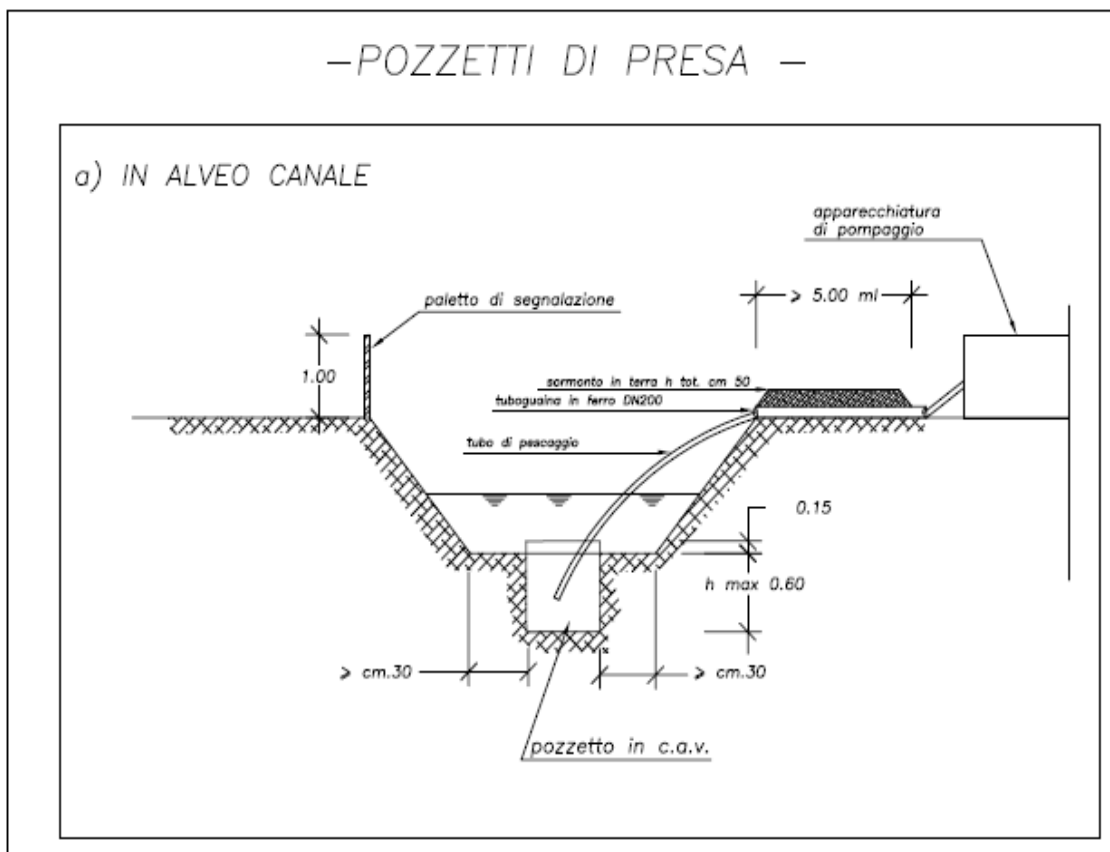 -POZZETTI DI PRESA -
a) IN ALVEO CANALE
apparecchiatura
di pompaggio
≥ 5.00 ml
paletto di segnalazione
1.00
sormonto in terra h tot. cm 50
tuboguaina in ferro DN200
tubo di pescaggio
0.15
h max 0.60
≥ cm.30
≥ cm.30
pozzetto in c.a.v.